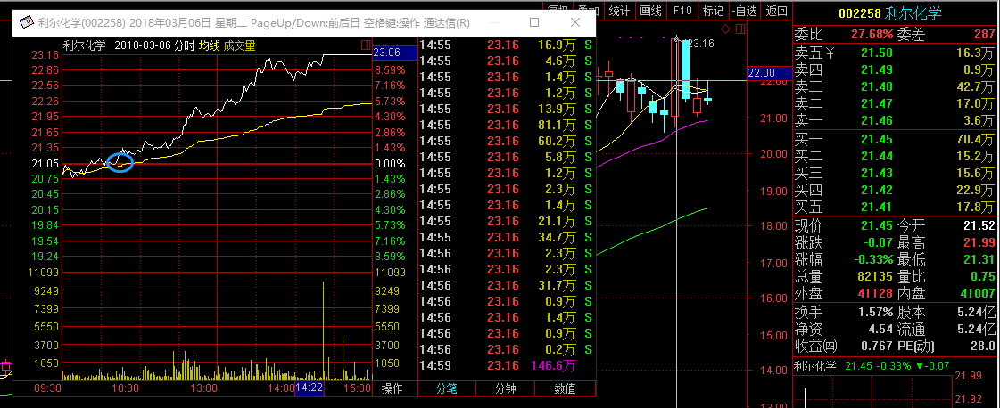 利尔化学(002258) 2018年03月06日 星期二 PageUp/Down:前后日 空格键:操作 通达信(R)
统计 画线 F10 标记 -自选 返回
利尔化学 2018-03-06 分时 均线 成交量
23.16 23.06
22.86 8.59%
22.56 7.16%
22.26 5.73%
21.95 4.30%
21.65 2.86%
21.35 1.43%
21.05 0.00%
20.75 1.43%
20.45 2.86%
20.15 4.30%
19.84 5.73%
19.54 7.16%
19.24 8.59%
11099 11099
9249 9249
7399 7399
5550 5550
3700 3700
1850 1850
09:30 10:30 13:00 14:00 14:22 15:00 操作
14:55 23.16 16.9万 S
14:55 23.16 4.6万 S
14:55 23.16 1.4万 S
14:55 23.16 1.2万 S
14:55 23.16 13.9万 S
14:55 23.16 81.1万 S
14:55 23.16 60.2万 S
14:55 23.16 5.8万 S
14:55 23.16 1.2万 S
14:55 23.16 2.3万 S
14:55 23.16 1.4万 S
14:55 23.16 21.1万 S
14:55 23.16 34.7万 S
14:56 23.16 2.3万 S
14:56 23.16 2.3万 S
14:56 23.16 31.7万 S
14:56 23.16 0.9万 S
14:56 23.16 1.4万 S
14:56 23.16 0.9万 S
14:56 23.16 0.2万 S
14:59 23.16 146.6万
分笔 分钟 数值
23.16
22.00
21.00
20.00
19.00
18.00
17.00
16.00
15.00
14.00
002258 利尔化学
委比 27.68% 委差 287
卖五￥ 21.50 16.3万
卖四 21.49 0.9万
卖三 21.48 42.7万
卖二 21.47 17.0万
卖一 21.46 3.6万
买一 21.45 70.4万
买二 21.44 15.2万
买三 21.43 15.6万
买四 21.42 22.9万
买五 21.41 17.8万
现价 21.45 今开 21.52
涨跌 -0.07 最高 21.99
涨幅 -0.33% 最低 21.31
总量 82135 量比 0.75
外盘 41128 内盘 41007
换手 1.57% 股本 5.24亿
净资 4.54 流通 5.24亿
收益㈣ 0.767 PE(动) 28.0
利尔化学 21.45 -0.33% ▼-0.07
21.99
21.92
21.11